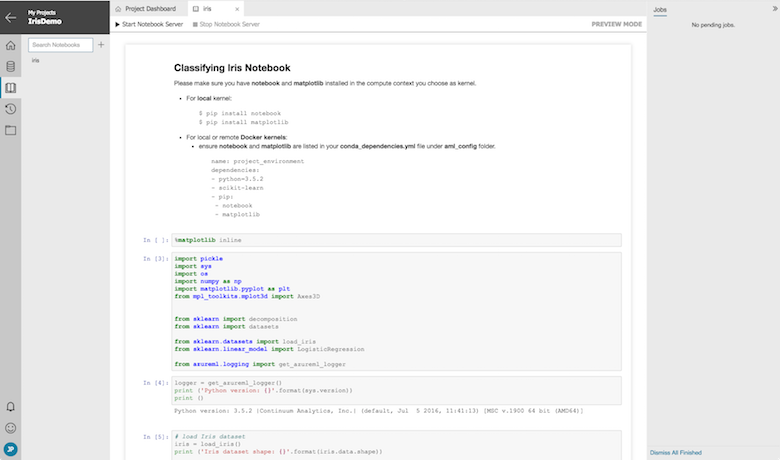 My Projects
IrisDemo
Search Notebooks
iris
Project Dashboard
iris
Start Notebook Server
Stop Notebook Server
PREVIEW MODE
Classifying Iris Notebook
Please make sure you have notebook and matplotlib installed in the compute context you choose as kernel.
• For local kernel:
$ pip install notebook
$ pip install matplotlib
• For local or remote Docker kernels:
• ensure notebook and matplotlib are listed in your conda_dependencies.yml file under aml_config folder.
name: project_environment
dependencies:
- python=3.5.2
- scikit-learn
- pip:
- notebook
- matplotlib
In [ ]: %matplotlib inline
In [3]: import pickle
import sys
import os
import numpy as np
import matplotlib.pyplot as plt
from mpl_toolkits.mplot3d import Axes3D
from sklearn import decomposition
from sklearn import datasets
from sklearn.datasets import load_iris
from sklearn.linear_model import LogisticRegression
from azureml.logging import get_azureml_logger
In [4]: logger = get_azureml_logger()
print ('Python version: {}'.format(sys.version))
print ()
Python version: 3.5.2 |Continuum Analytics, Inc.| (default, Jul 5 2016, 11:41:13) [MSC v.1900 64 bit (AMD64)]
In [5]: # load Iris dataset
iris = load_iris()
print ('Iris dataset shape: {}'.format(iris.data.shape))
Jobs
No pending jobs.
Dismiss All Finished